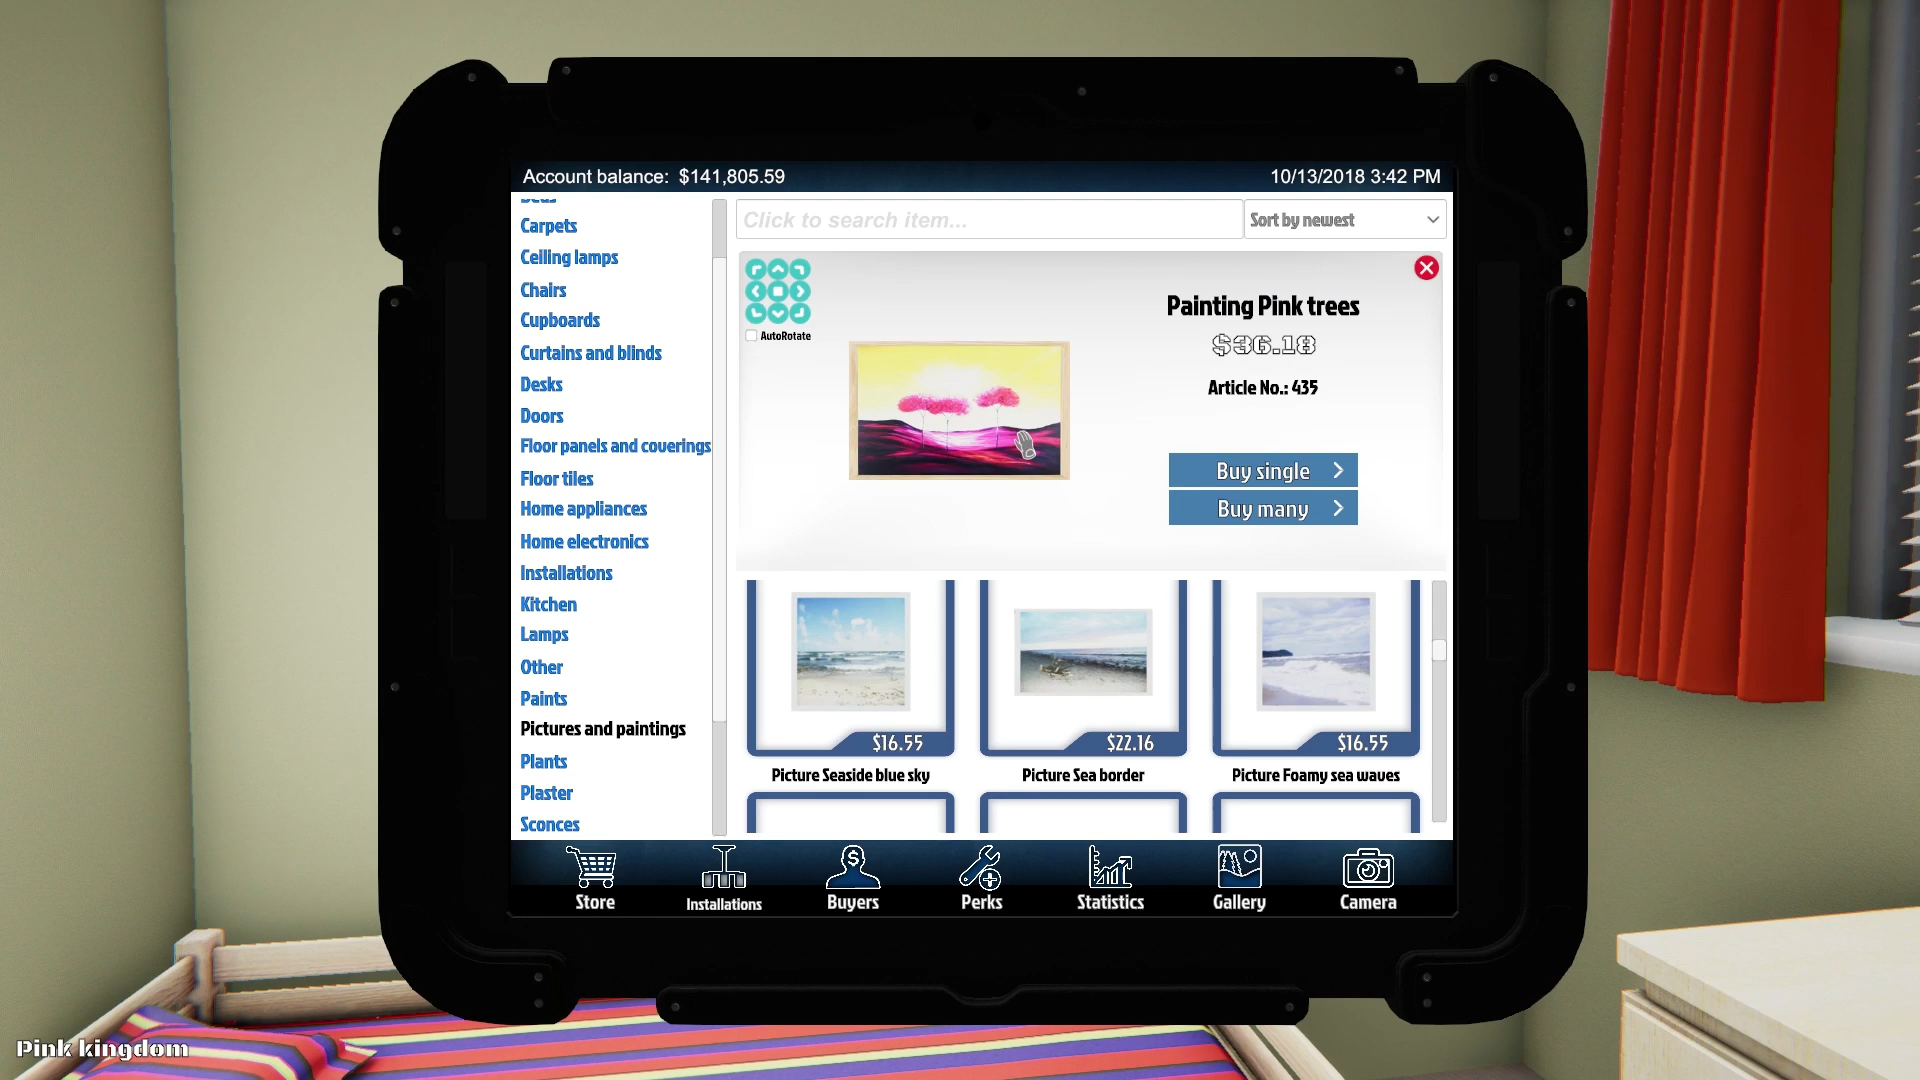 Account balance: $141,805.59
10/13/2018 3:42 PM
Carpets
Ceiling lamps
Chairs
Cupboards
Curtains and blinds
Desks
Doors
Floor panels and coverings
Floor tiles
Home appliances
Home electronics
Installations
Kitchen
Lamps
Other
Paints
Pictures and paintings
Plants
Plaster
Sconces
Click to search item...
Sort by newest
AutoRotate
Painting Pink trees
$36.18
Article No.: 435
Buy single
Buy many
$16.55
$22.16
$16.55
Picture Seaside blue sky
Picture Sea border
Picture Foamy sea waves
Store
Installations
Buyers
Perks
Statistics
Gallery
Camera
Pink kingdom